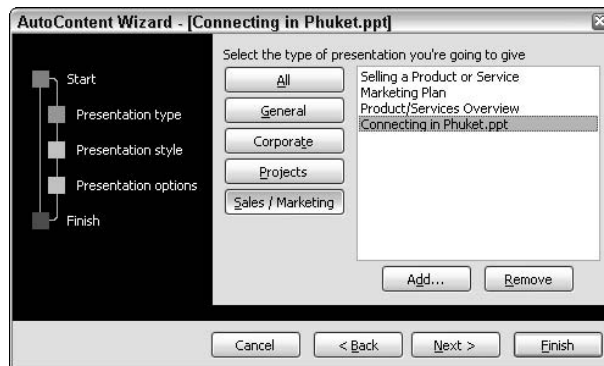 AutoContent Wizard - [Connecting in Phuket.ppt]
Select the type of presentation you're going to give
Start
Presentation type
Presentation style
Presentation options
Finish
All
General
Corporate
Projects
Sales / Marketing
Selling a Product or Service
Marketing Plan
Product/Services Overview
Connecting in Phuket.ppt
Add...
Remove
Cancel
< Back
Next >
Finish